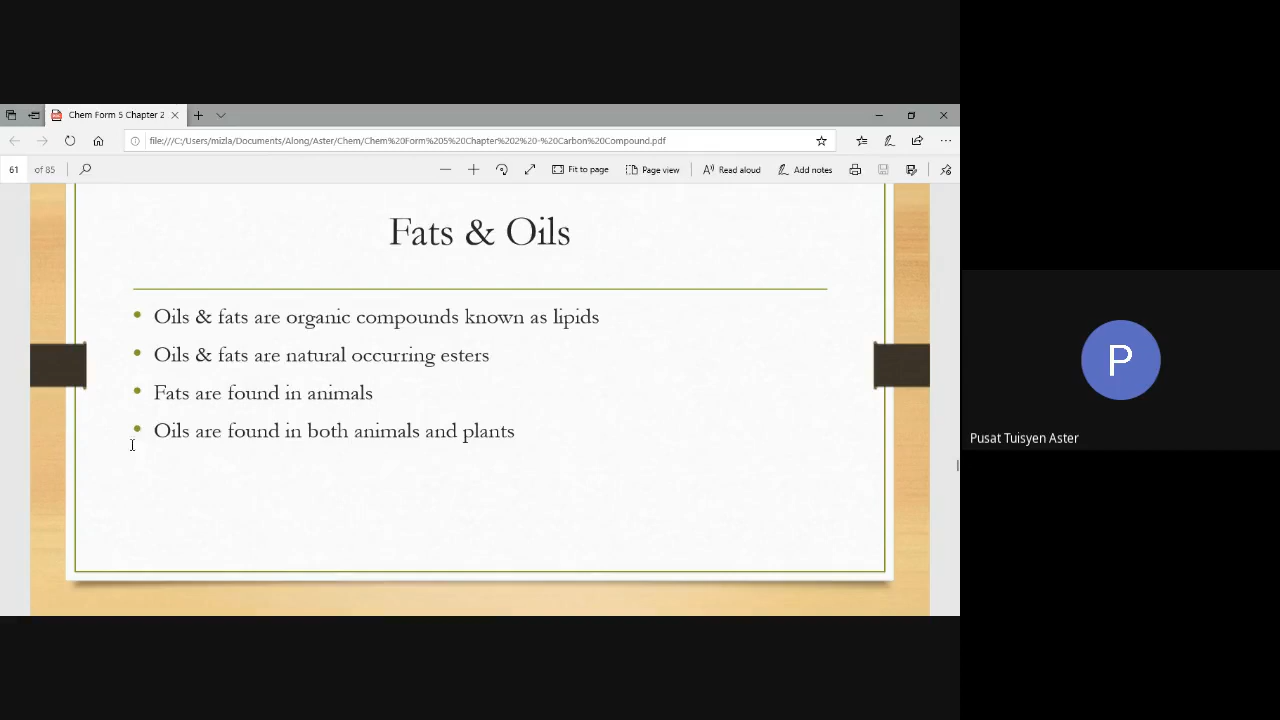 Chem Form 5 Chapter 2
file:///C:/Users/mizla/Documents/Along/Aster/Chem/Chem%20Form%205%20Chapter%202%20-%20Carbon%20Compound.pdf
61 of 85 Fit to page Page view Read aloud Add notes
Fats & Oils
• Oils & fats are organic compounds known as lipids
• Oils & fats are natural occurring esters
• Fats are found in animals
• Oils are found in both animals and plants
P
Pusat Tuisyen Aster